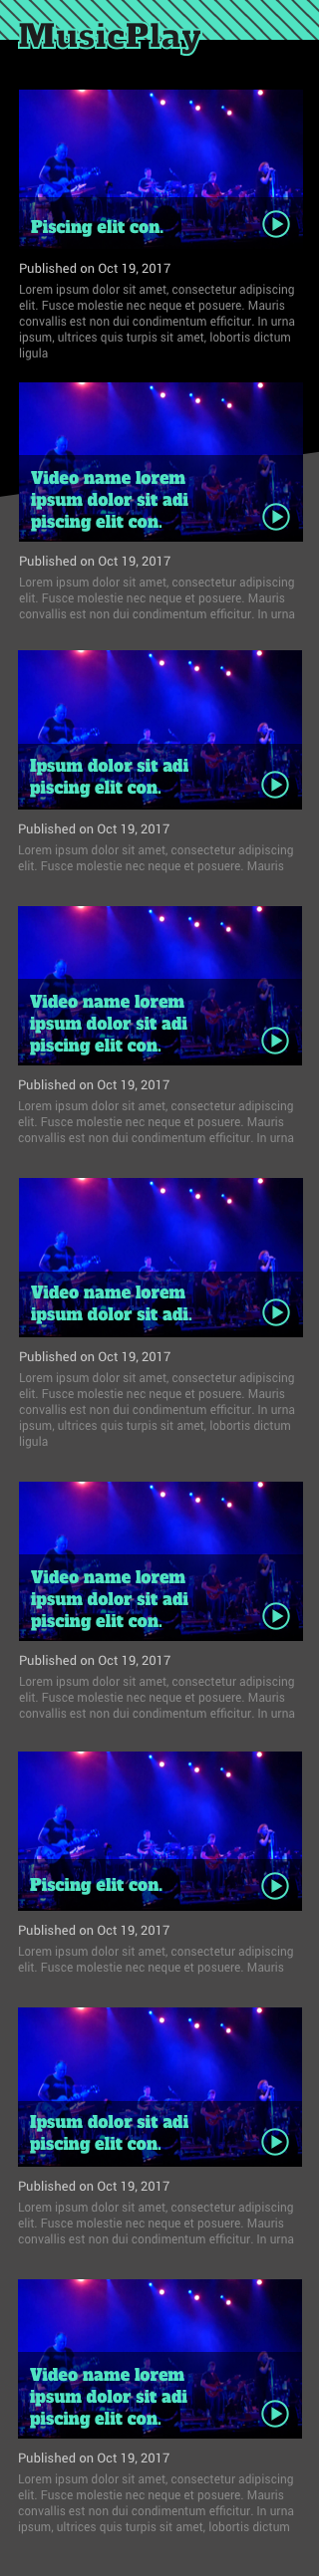 MusicPlay
Piscing elit con.
Published on Oct 19, 2017
Lorem ipsum dolor sit amet, consectetur adipiscing
elit. Fusce molestie nec neque et posuere. Mauris
convallis est non dui condimentum efficitur. In urna
ipsum, ultrices quis turpis sit amet, lobortis dictum
ligula
Video name lorem
ipsum dolor sit adi
piscing elit con.
Published on Oct 19, 2017
Lorem ipsum dolor sit amet, consectetur adipiscing
elit. Fusce molestie nec neque et posuere. Mauris
convallis est non dui condimentum efficitur. In urna
Ipsum dolor sit adi
piscing elit con.
Published on Oct 19, 2017
Lorem ipsum dolor sit amet, consectetur adipiscing
elit. Fusce molestie nec neque et posuere. Mauris
Video name lorem
ipsum dolor sit adi
piscing elit con.
Published on Oct 19, 2017
Lorem ipsum dolor sit amet, consectetur adipiscing
elit. Fusce molestie nec neque et posuere. Mauris
convallis est non dui condimentum efficitur. In urna
Video name lorem
ipsum dolor sit adi.
Published on Oct 19, 2017
Lorem ipsum dolor sit amet, consectetur adipiscing
elit. Fusce molestie nec neque et posuere. Mauris
convallis est non dui condimentum efficitur. In urna
ipsum, ultrices quis turpis sit amet, lobortis dictum
ligula
Video name lorem
ipsum dolor sit adi
piscing elit con.
Published on Oct 19, 2017
Lorem ipsum dolor sit amet, consectetur adipiscing
elit. Fusce molestie nec neque et posuere. Mauris
convallis est non dui condimentum efficitur. In urna
Piscing elit con.
Published on Oct 19, 2017
Lorem ipsum dolor sit amet, consectetur adipiscing
elit. Fusce molestie nec neque et posuere. Mauris
Ipsum dolor sit adi
piscing elit con.
Published on Oct 19, 2017
Lorem ipsum dolor sit amet, consectetur adipiscing
elit. Fusce molestie nec neque et posuere. Mauris
convallis est non dui condimentum efficitur. In urna
Video name lorem
ipsum dolor sit adi
piscing elit con.
Published on Oct 19, 2017
Lorem ipsum dolor sit amet, consectetur adipiscing
elit. Fusce molestie nec neque et posuere. Mauris
convallis est non dui condimentum efficitur. In urna
ipsum, ultrices quis turpis sit amet, lobortis dictum